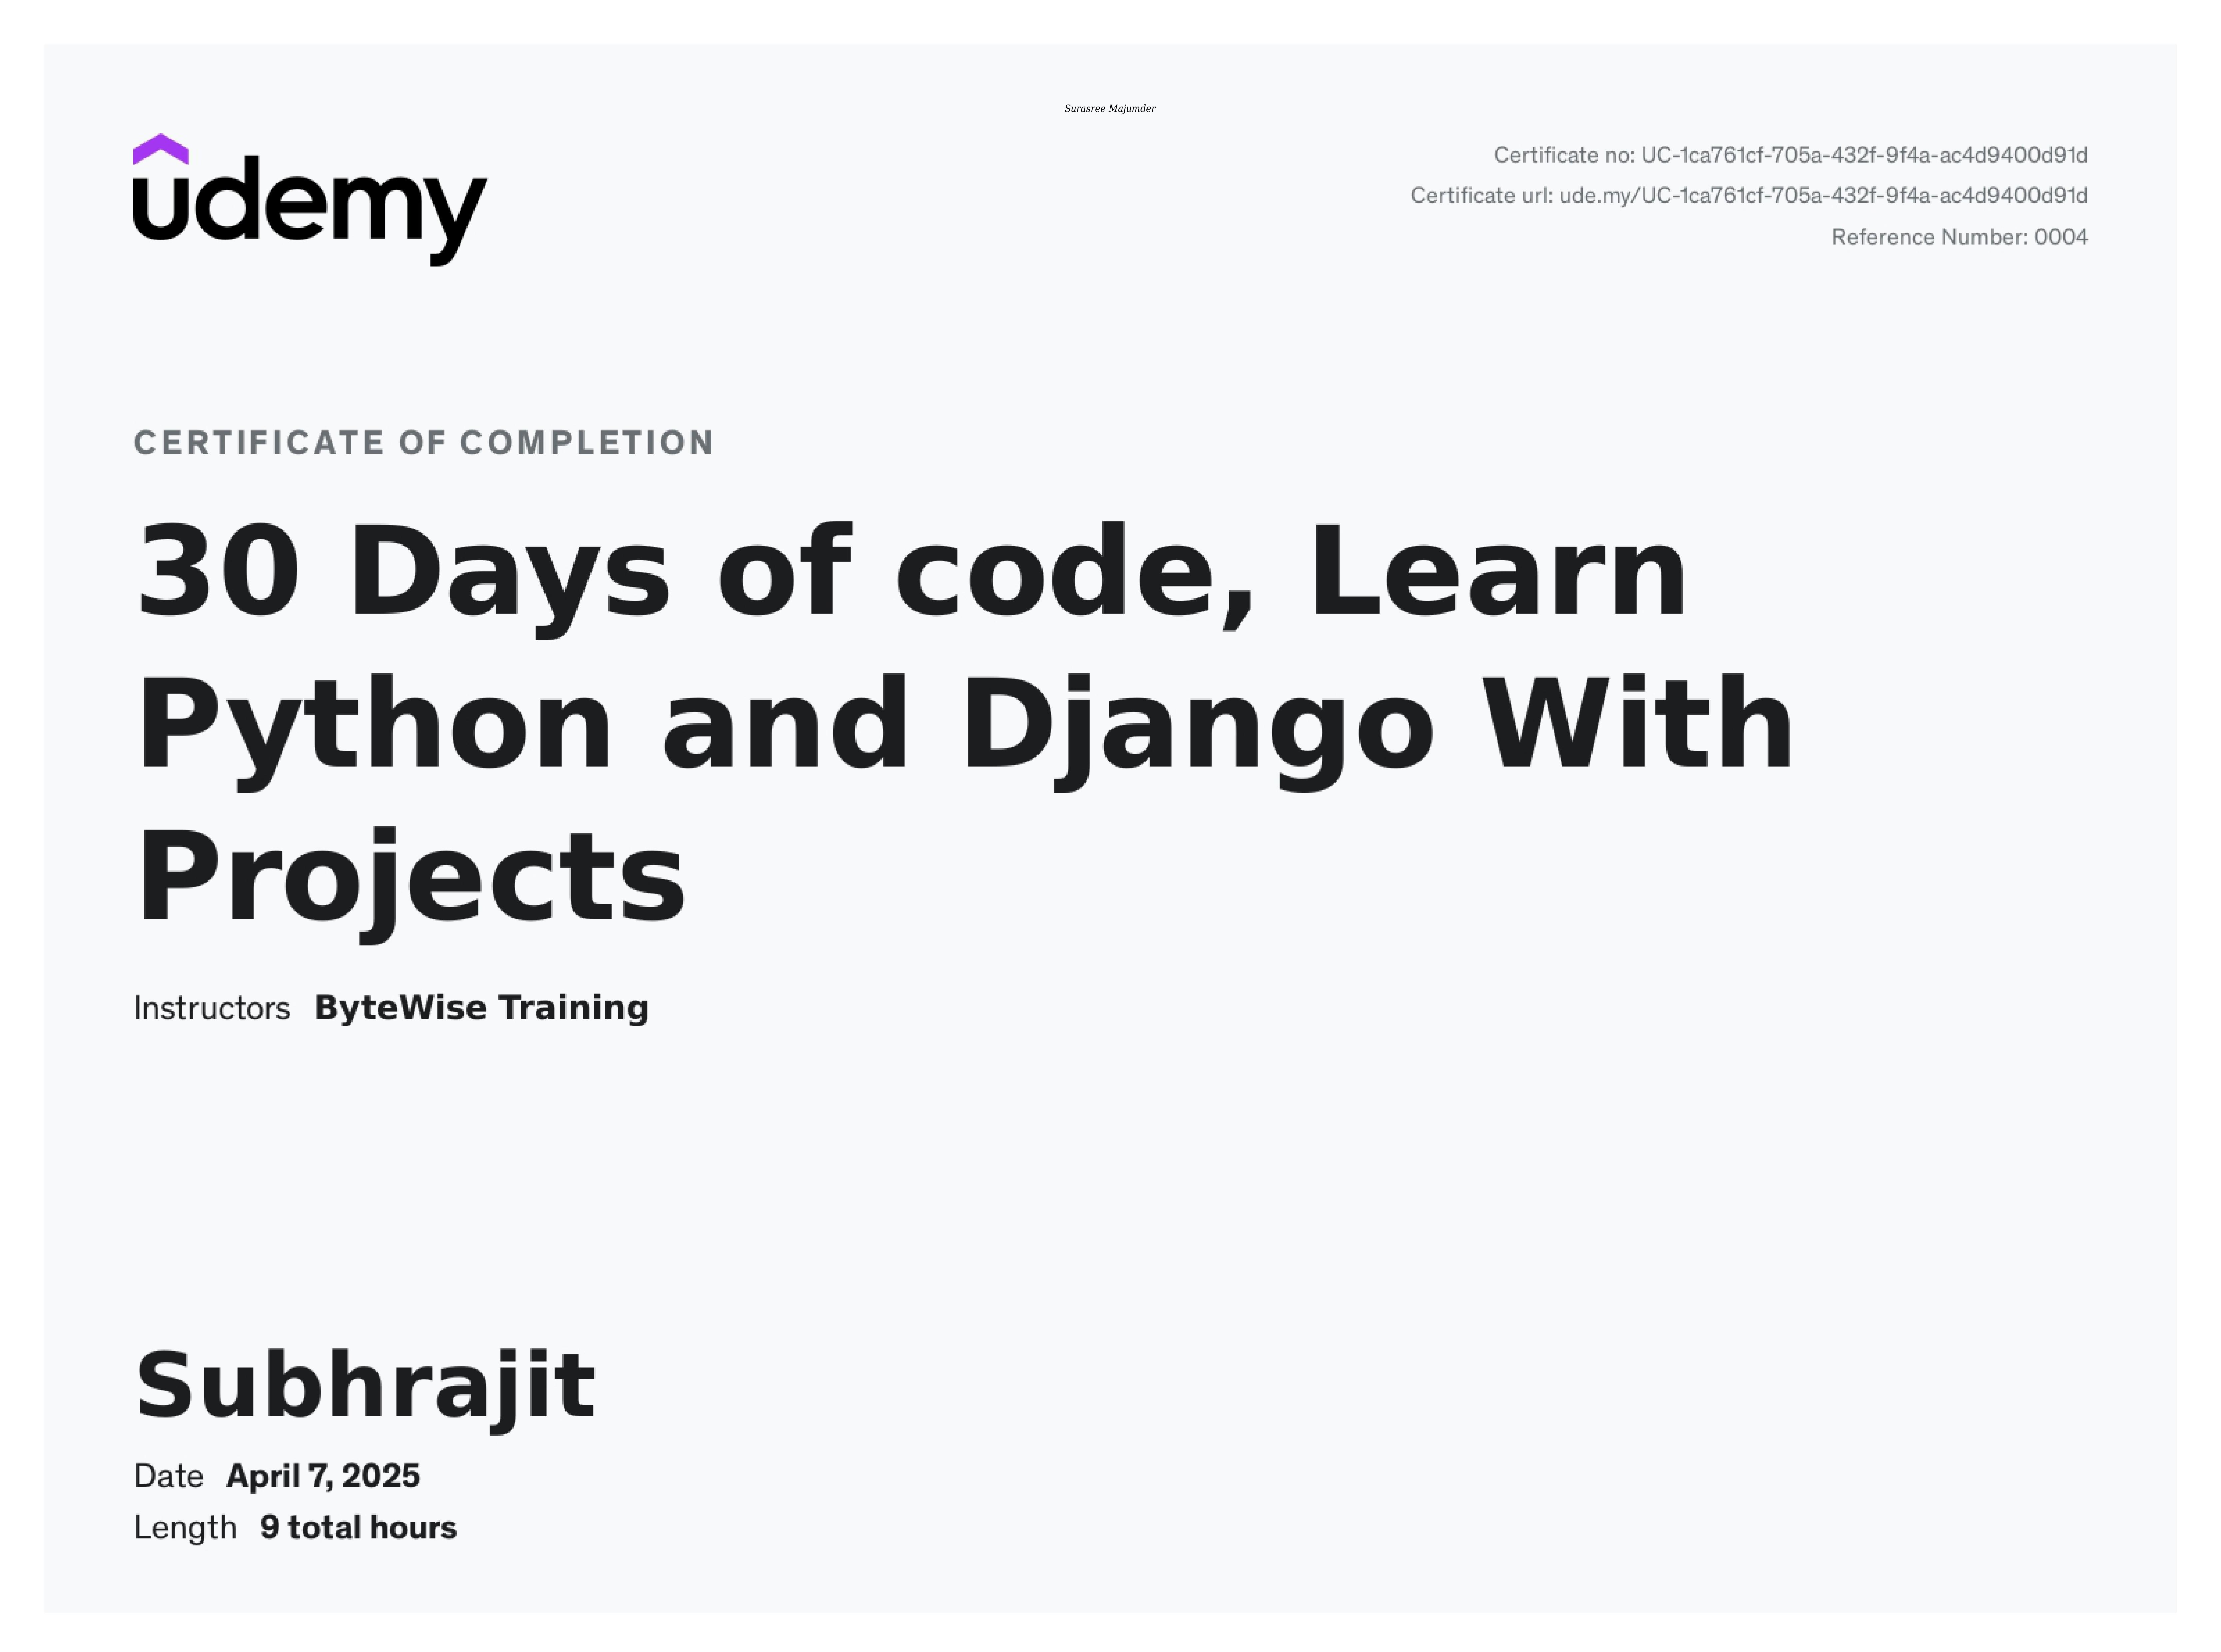 Surasree Majumder
udemy
Certificate no: UC-1ca761cf-705a-432f-9f4a-ac4d9400d91d
Certificate url: ude.my/UC-1ca761cf-705a-432f-9f4a-ac4d9400d91d
Reference Number: 0004
CERTIFICATE OF COMPLETION
30 Days of code, Learn
Python and Django With
Projects
Instructors ByteWise Training
Subhrajit
Date April 7, 2025
Length 9 total hours